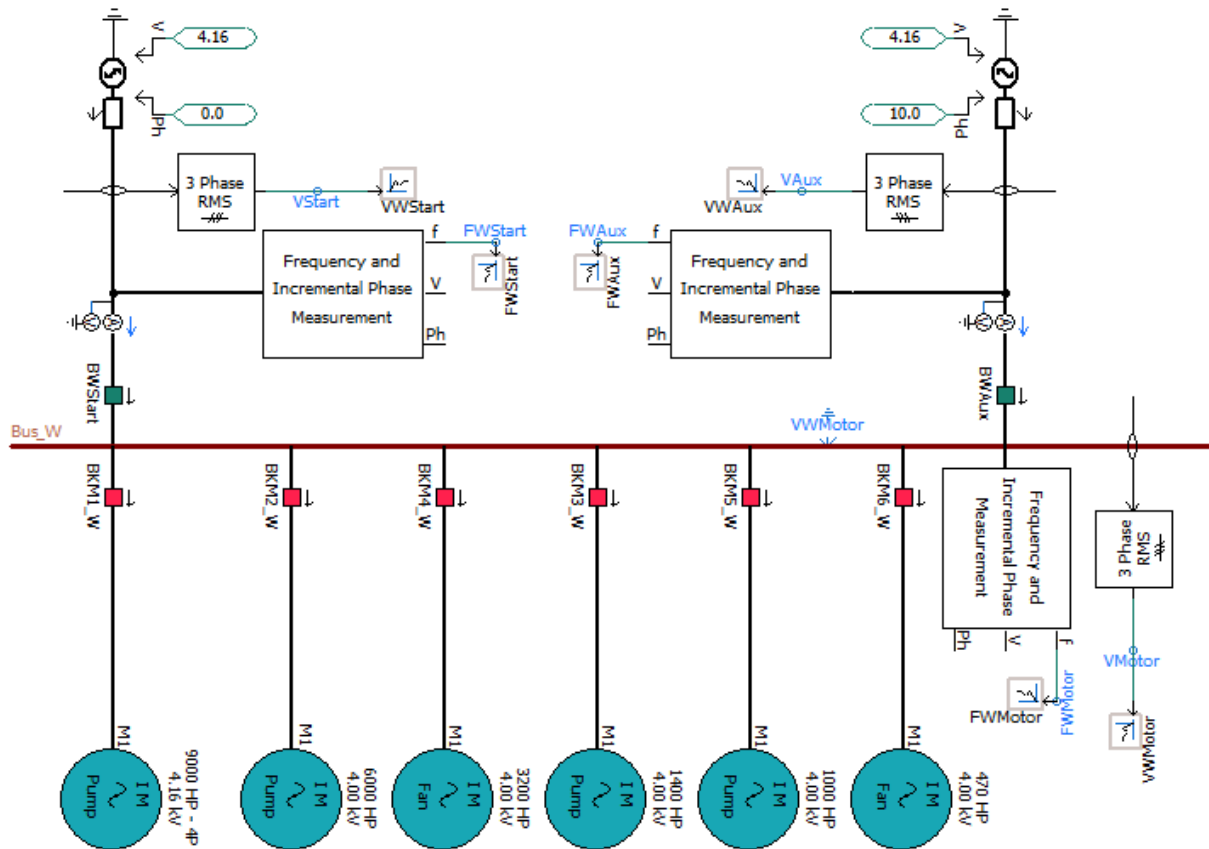 V
4.16
4.16
V
0.0
Ph
10.0
Ph
3 Phase
RMS
VStart
VWStart
VAux
VWAux
3 Phase
RMS
Frequency and
Incremental Phase
Measurement
f
V
Ph
FWStart
FWStart
FWAux
FWAux
f
V
Ph
Frequency and
Incremental Phase
Measurement
V
A
V
A
BWStart
BWAux
Bus_W
VWMotor
BKM1_W
BKM2_W
BKM4_W
BKM3_W
BKM5_W
BKM6_W
Frequency and
Incremental Phase
Measurement
Ph
V
f
3 Phase
RMS
FWMotor
FWMotor
VMotor
VWMotor
M1
I M
Pump
9000 HP - 4P
4.16 kV
M1
I M
Pump
6000 HP
4.00 kV
M1
I M
Fan
3200 HP
4.00 kV
M1
I M
Pump
1400 HP
4.00 kV
M1
I M
Pump
1000 HP
4.00 kV
M1
I M
Fan
470 HP
4.00 kV